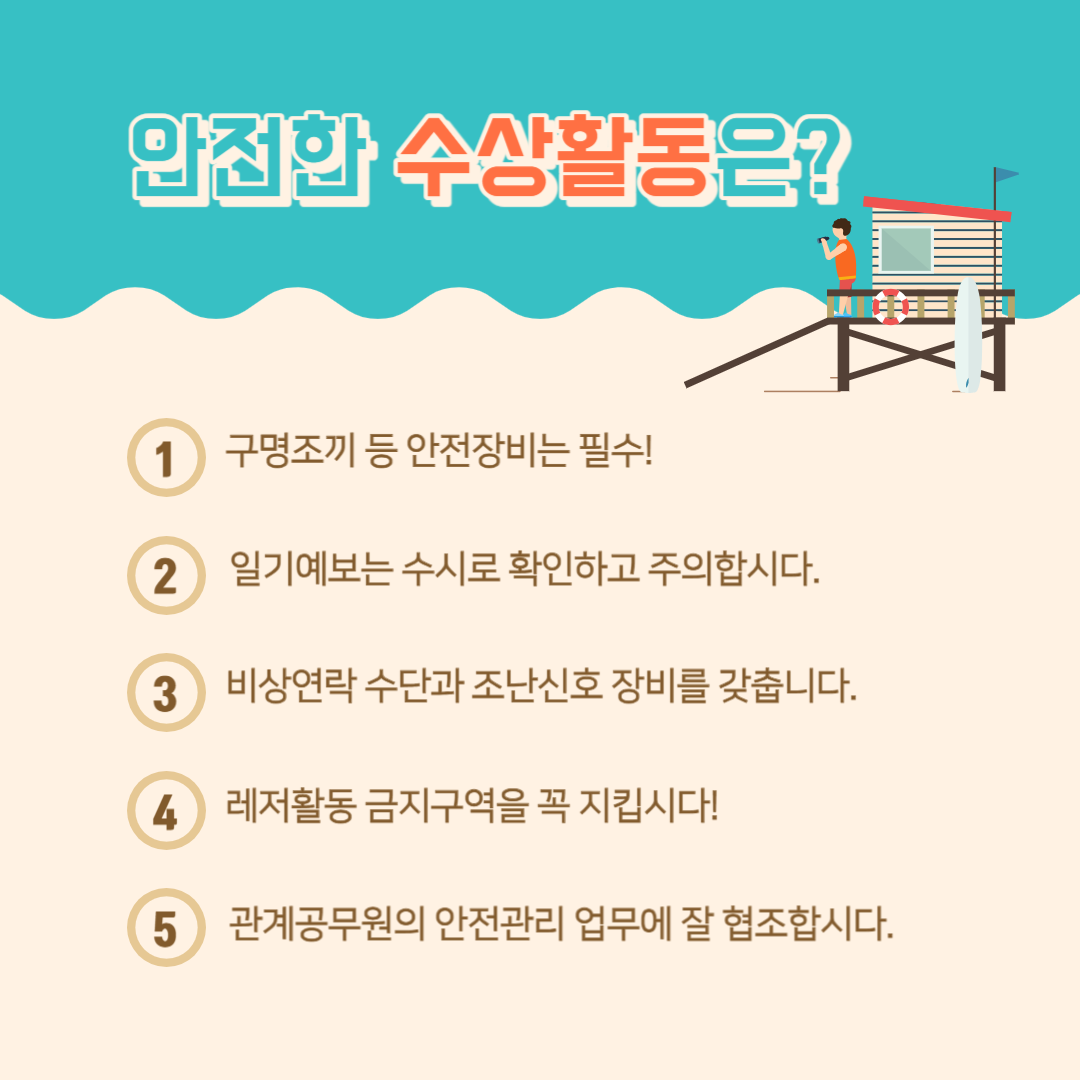 안전한 수상활동은?
1 구명조끼 등 안전장비는 필수!
2 일기예보는 수시로 확인하고 주의합시다.
3 비상연락 수단과 조난신호 장비를 갖춥니다.
4 레저활동 금지구역을 꼭 지킵시다!
5 관계공무원의 안전관리 업무에 잘 협조합시다.